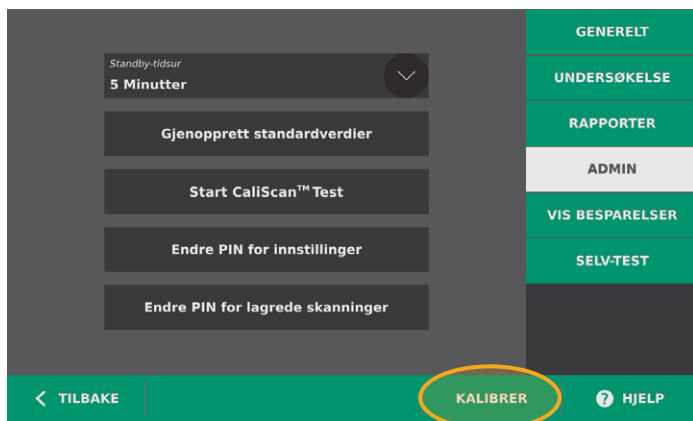 Standby-tidsur
5 Minutter
Gjenopprett standardverdier
Start CaliScan™ Test
Endre PIN for innstillinger
Endre PIN for lagrede skanninger
GENERELT
UNDERSØKELSE
RAPPORTER
ADMIN
VIS BESPARELSER
SELV-TEST
TILBAKE
KALIBRER
? HJELP